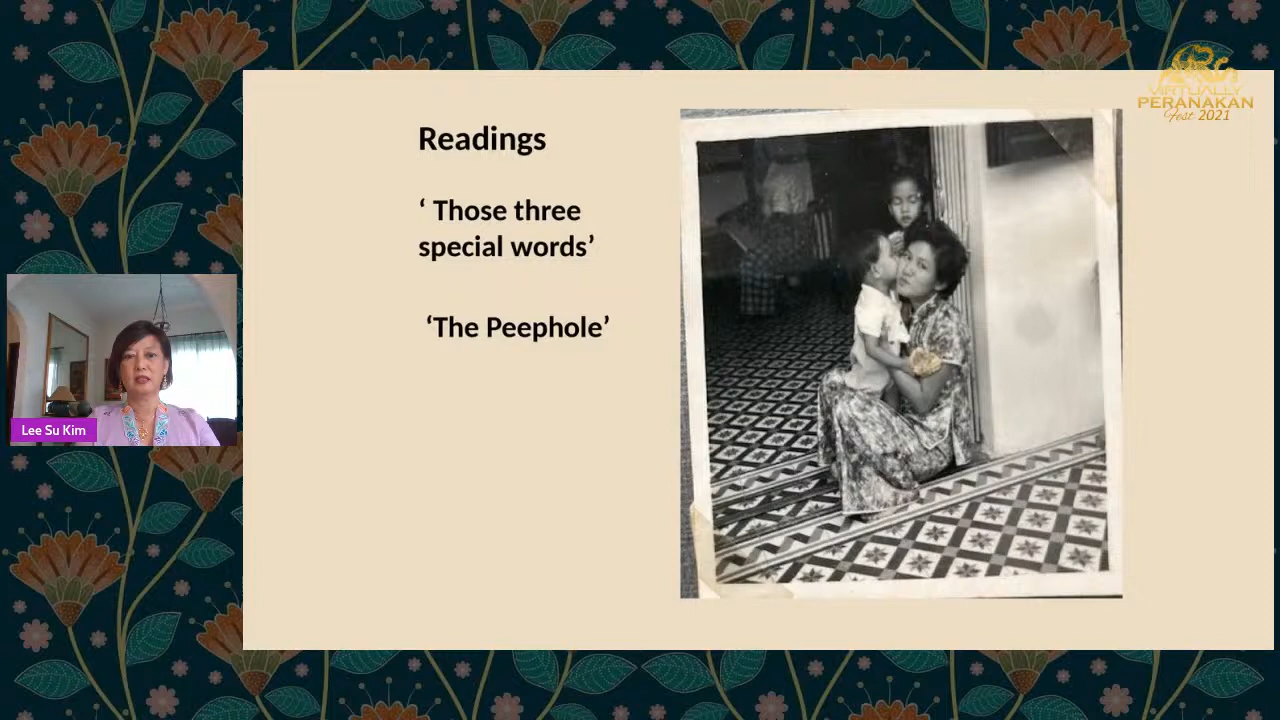 VIRTUALLY
PERANAKAN
Fest 2021
Readings
‘ Those three
special words’
‘The Peephole’
Lee Su Kim